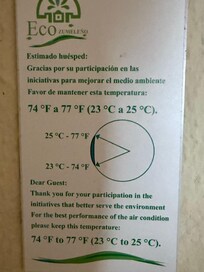 Eco
ZUMELEÑO
Estimado huésped:
Gracias por su participación en las
iniciativas para mejorar el medio ambiente
Favor de mantener esta temperatura:
74 °F a 77 °F (23 °C a 25 °C).
25 °C - 77 °F
23 °C - 74 °F
Dear Guest:
Thank you for your participation in the
initiatives that better serve the environment
For the best performance of the air condition
please keep this temperature:
74 °F to 77 °F (23 °C to 25 °C).